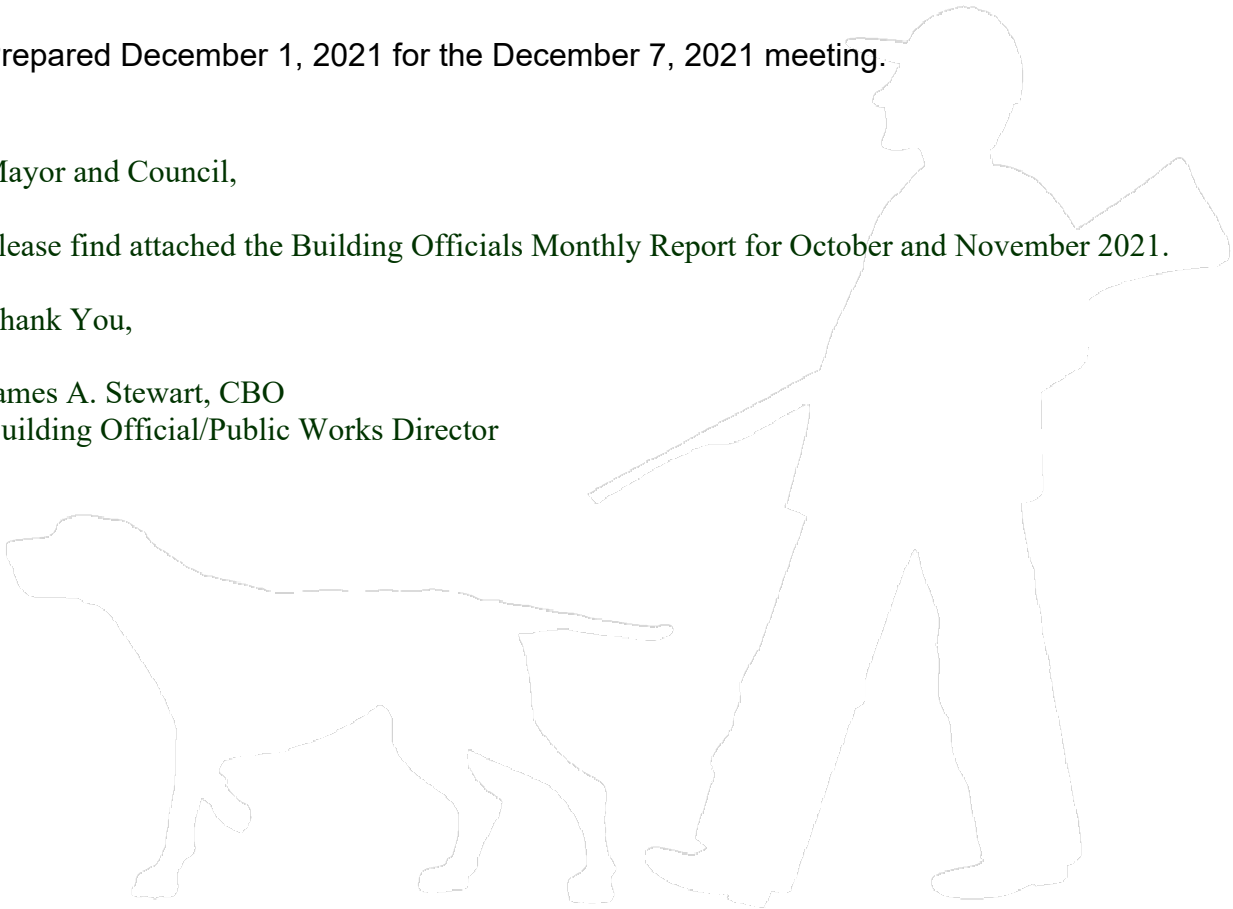 repared December 1, 2021 for the December 7, 2021 meeting.
ayor and Council,
lease find attached the Building Officials Monthly Report for October and November 2021.
hank You,
ames A. Stewart, CBO
uilding Official/Public Works Director